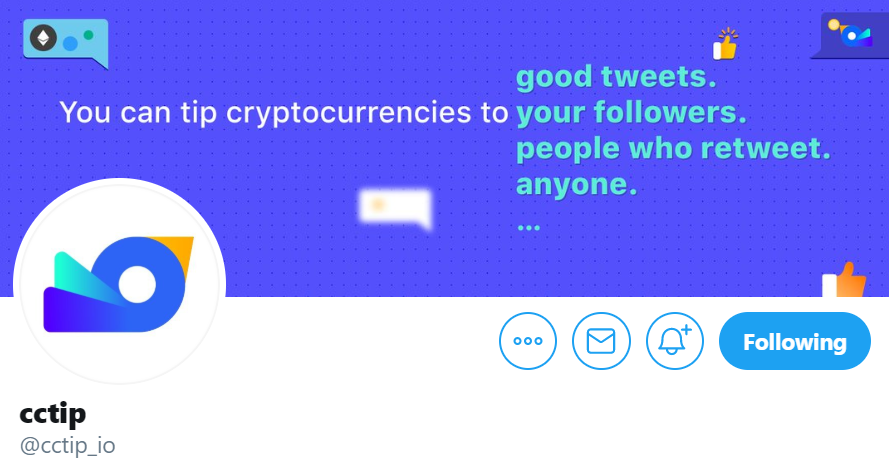 good tweets.
You can tip cryptocurrencies to your followers.
people who retweet.
anyone.
...
Following
cctip
@cctip_io